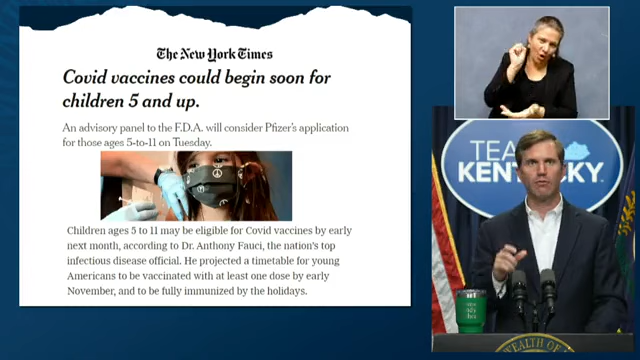 The New York Times
Covid vaccines could begin soon for
children 5 and up.
An advisory panel to the F.D.A. will consider Pfizer's application
for those ages 5-to-11 on Tuesday.
Children ages 5 to 11 may be eligible for Covid vaccines by early
next month, according to Dr. Anthony Fauci, the nation's top
infectious disease official. He projected a timetable for young
Americans to be vaccinated with at least one dose by early
November, and to be fully immunized by the holidays.
TEA
KENTUCKY.
WEALTH OF